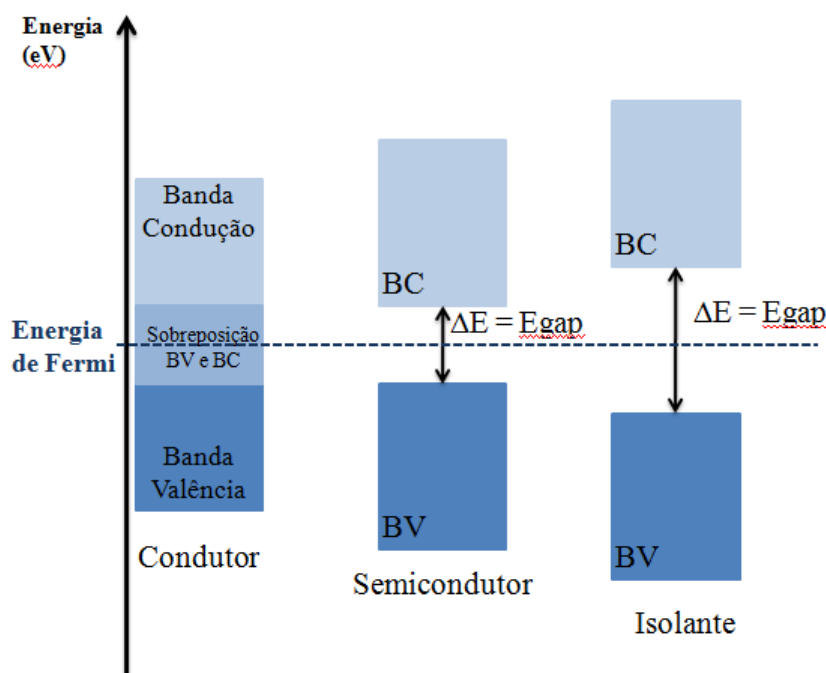 Energia
(eV)
Banda
Condução
BC
BC
ΔE = Egap
ΔE = Egap
Energia
de Fermi
Sobreposição
BV e BC
Banda
Valência
BV
BV
Condutor
Semicondutor
Isolante